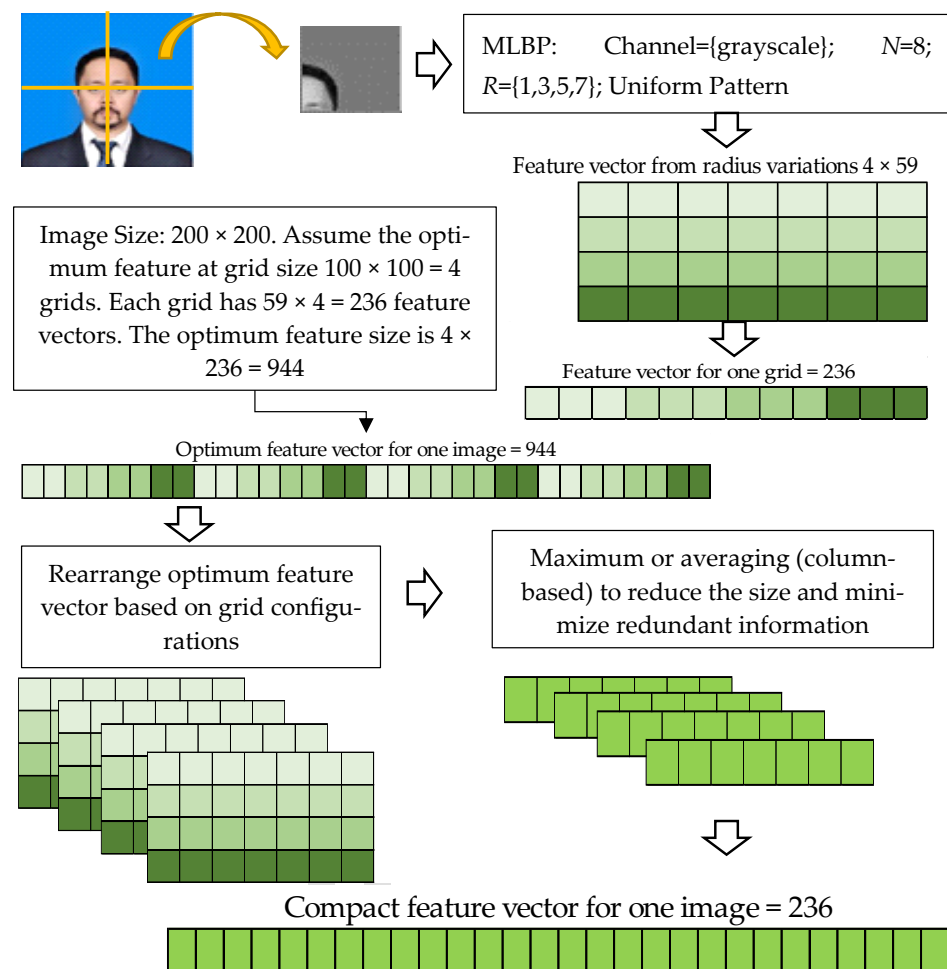 MLBP: Channel={grayscale}; N=8;
R={1,3,5,7}; Uniform Pattern
Feature vector from radius variations 4 × 59
Image Size: 200 × 200. Assume the opti-
mum feature at grid size 100 × 100 = 4
grids. Each grid has 59 × 4 = 236 feature
vectors. The optimum feature size is 4 ×
236 = 944
Feature vector for one grid = 236
Optimum feature vector for one image = 944
Rearrange optimum feature
vector based on grid configu-
rations
Maximum or averaging (column-
based) to reduce the size and mini-
mize redundant information
Compact feature vector for one image = 236